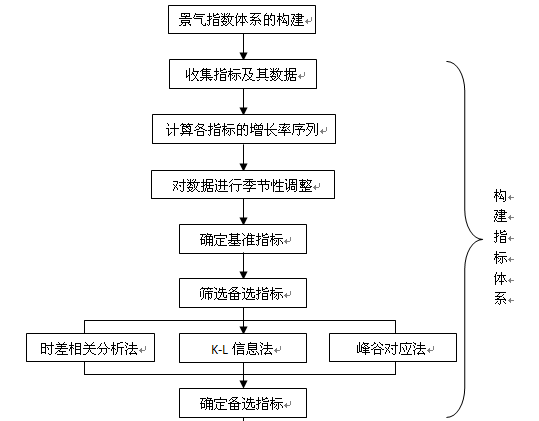 景气指数体系的构建
收集指标及其数据
计算各指标的增长率序列
对数据进行季节性调整
确定基准指标
筛选备选指标
时差相关分析法
K-L 信息法
峰谷对应法
确定备选指标
构
建
指
标
体
系